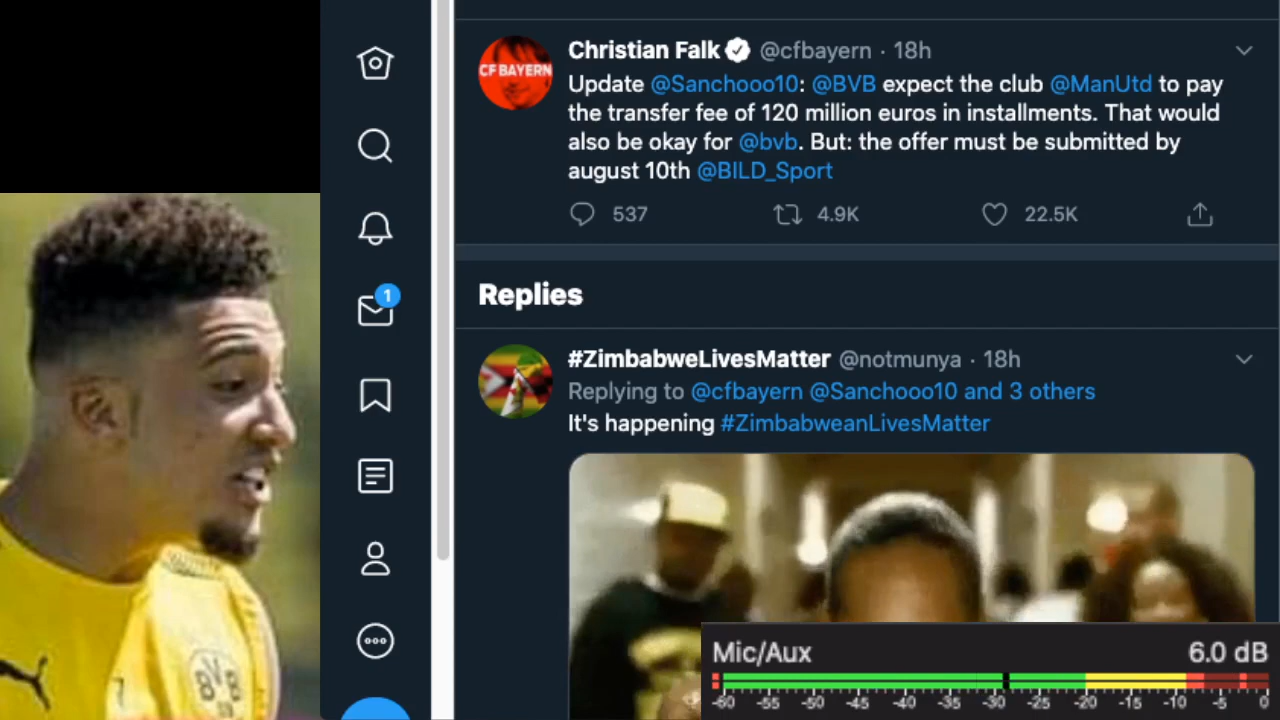 Christian Falk @cfbayern · 18h
CF BAYERN
Update @Sanchooo10: @BVB expect the club @ManUtd to pay
the transfer fee of 120 million euros in installments. That would
also be okay for @bvb. But: the offer must be submitted by
august 10th @BILD_Sport
537 4.9K 22.5K
1
Replies
#ZimbabweLivesMatter @notmunya · 18h
Replying to @cfbayern @Sanchooo10 and 3 others
It's happening #ZimbabweanLivesMatter
BVB
09
Mic/Aux 6.0 dB
-60 -55 -50 -45 -40 -35 -30 -25 -20 -15 -10 -5 0